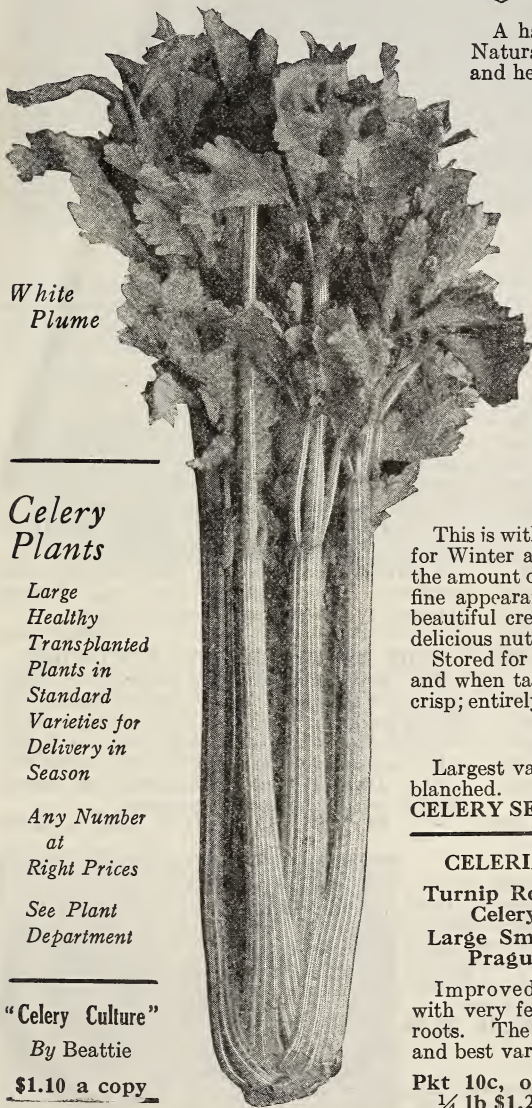 A
Natura
and he
White
Plume
Celery
Plants
Large
Healthy
Transplanted
Plants in
Standard
Varieties for
Delivery in
Season
Any Number
at
Right Prices
See Plant
Department
"Celery Culture"
By Beattie
$1.10 a copy
This is wit
for Winter a
the amount
fine appeara
beautiful cre
delicious nut
Stored for
and when ta
crisp; entirel
Largest va
blanched.
CELERY SE
CELERI
Turnip Ro
Celery
Large Sm
Pragu
Improved
with very fe
roots. The
and best var
Pkt 10c, o
¼ lb $1.2